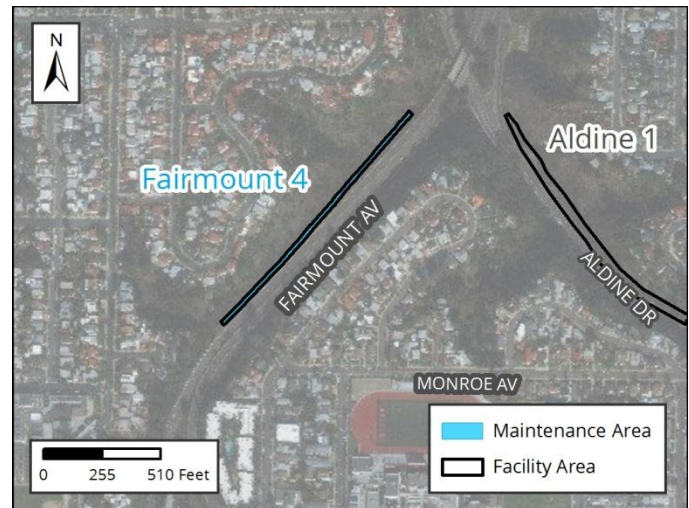 N
Aldine 1
Fairmount 4
FAIRMOUNT AV
ALDINE DR
MONROE AV
Maintenance Area
Facility Area
0 255 510 Feet